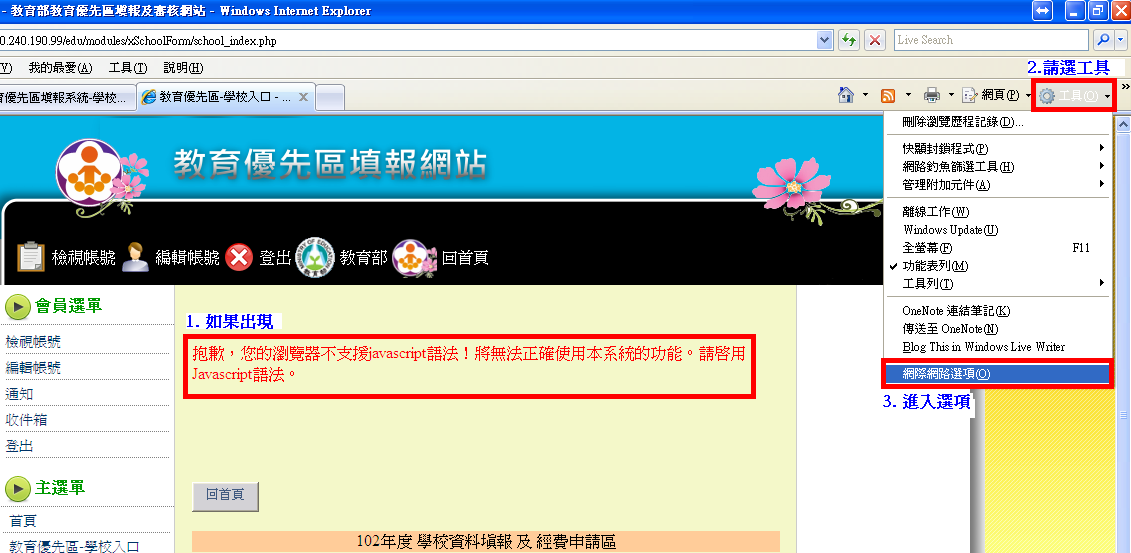 - 教育部教育優先區填報及審核網站 - Windows Internet Explorer
0.240.190.99/edu/modules/xSchoolForm/school_index.php
Live Search
V) 我的最愛(A) 工具(T) 說明(H)
2.請選工具
育優先區填報系統-學校...
教育優先區-學校入口 - ...
網頁(P)
工具(O)
教育優先區填報網站
檢視帳號 編輯帳號 登出 教育部 回首頁
刪除瀏覽歷程記錄(D)...
快顯封鎖程式(P)
網路釣魚篩選工具(H)
管理附加元件(A)
離線工作(W)
Windows Update(U)
全螢幕(F) F11
功能表列(M)
工具列(T)
OneNote 連結筆記(K)
傳送至 OneNote(N)
Blog This in Windows Live Writer
網際網路選項(O)
3. 進入選項
會員選單
檢視帳號
編輯帳號
通知
收件箱
登出
主選單
首頁
教育優先區-學校入口
1. 如果出現
抱歉，您的瀏覽器不支援javascript語法！將無法正確使用本系統的功能。請啓用
Javascript語法。
回首頁
102年度 學校資料填報 及 經費申請區